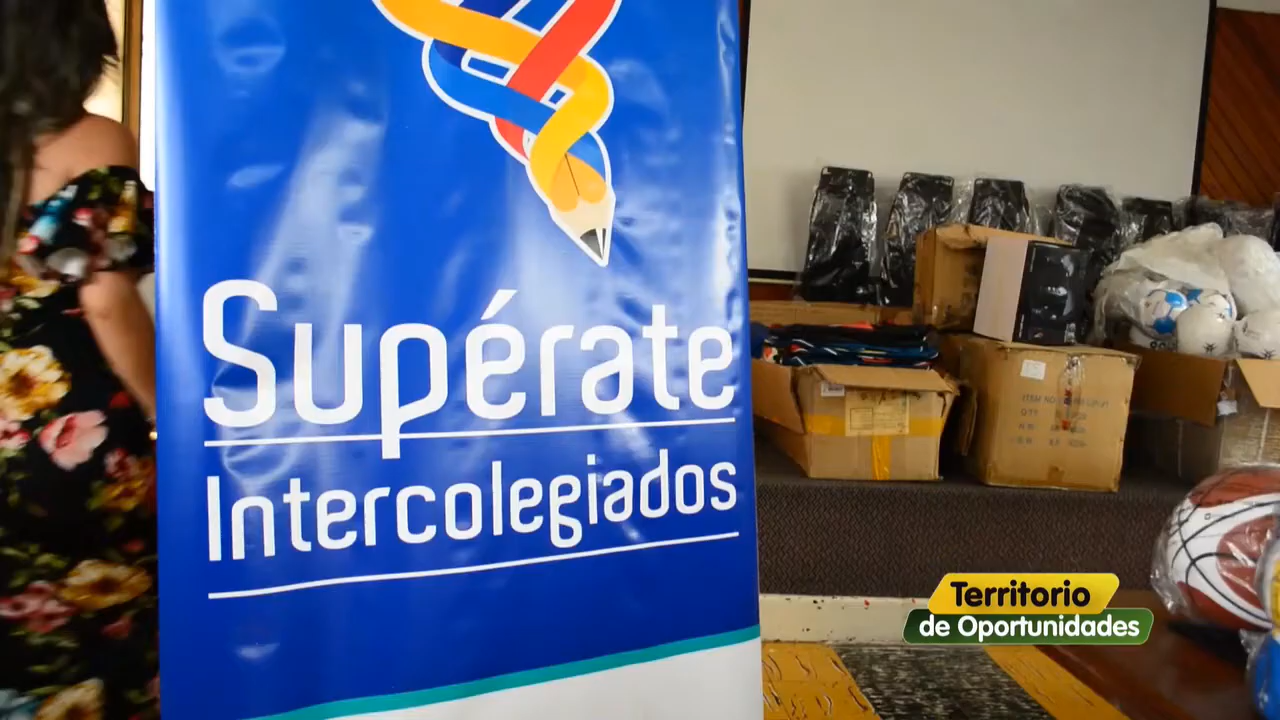 Supérate
Intercolegiados
Territorio
de Oportunidades